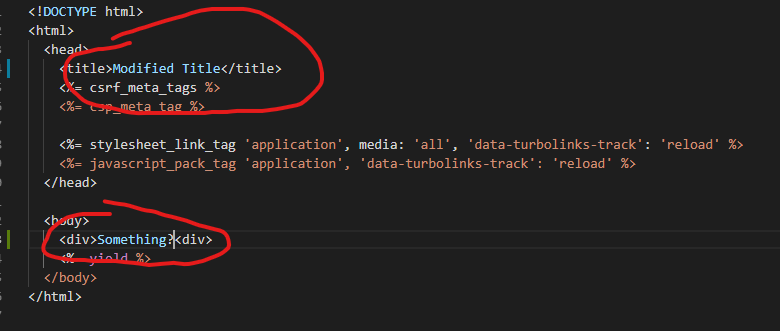 <!DOCTYPE html>
<html>
<head>
<title>Modified Title</title>
<%= csrf_meta_tags %>
<%= csp_meta_tag %>
<%= stylesheet_link_tag 'application', media: 'all', 'data-turbolinks-track': 'reload' %>
<%= javascript_pack_tag 'application', 'data-turbolinks-track': 'reload' %>
</head>
<body>
<div>Something?<div>
<%= yield %>
</body>
</html>